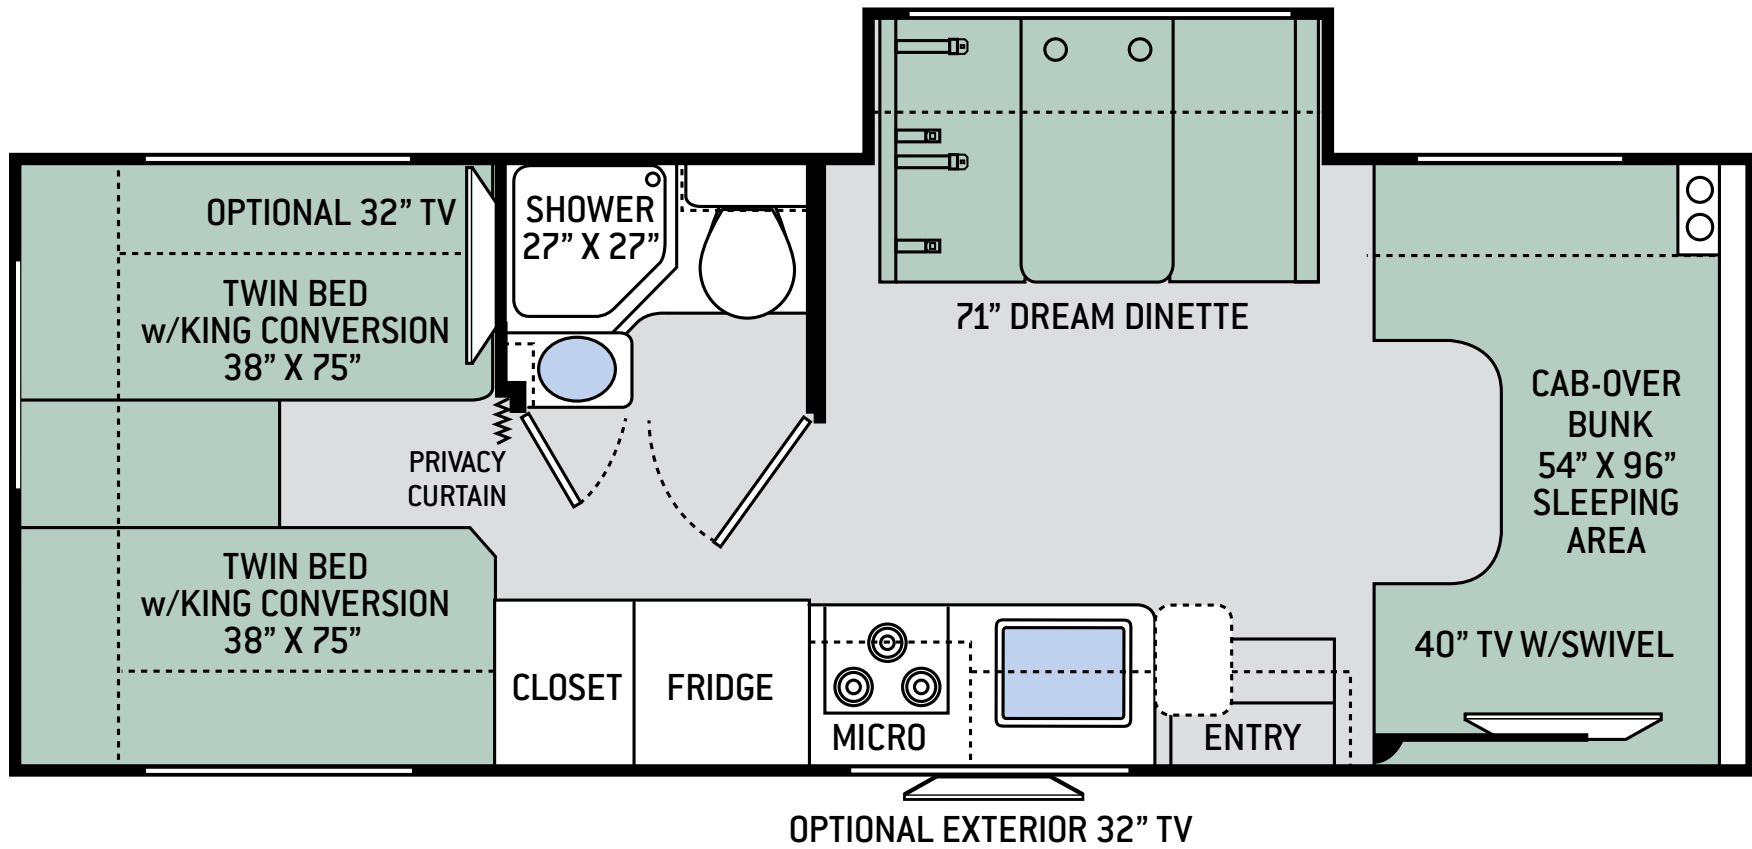 OPTIONAL 32” TV
TWIN BED
w/KING CONVERSION
38” X 75”
SHOWER
27” X 27”
71” DREAM DINETTE
CAB-OVER
BUNK
54” X 96”
SLEEPING
AREA
PRIVACY
CURTAIN
TWIN BED
w/KING CONVERSION
38” X 75”
CLOSET
FRIDGE
MICRO
ENTRY
40” TV W/SWIVEL
OPTIONAL EXTERIOR 32” TV